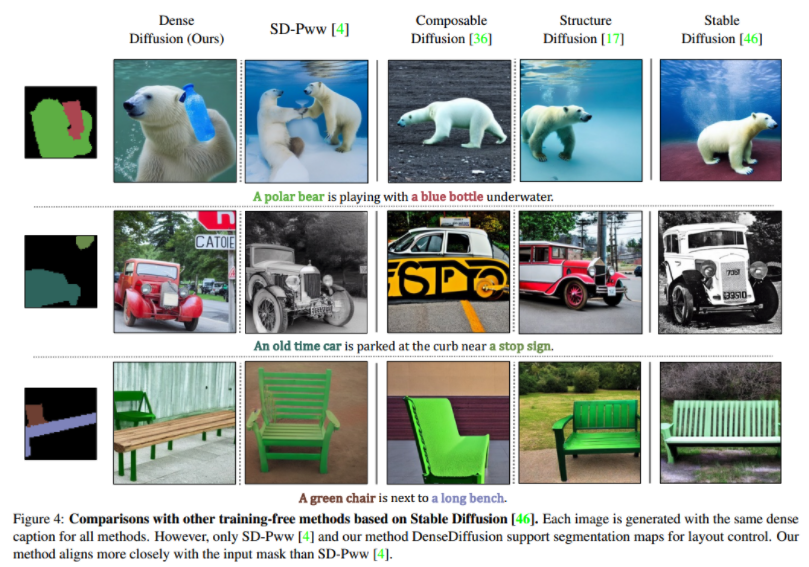 Dense
Diffusion (Ours)
SD-Pww [4]
Composable
Diffusion [36]
Structure
Diffusion [17]
Stable
Diffusion [46]
A polar bear is playing with a blue bottle underwater.
CATOIE
An old time car is parked at the curb near a stop sign.
A green chair is next to a long bench.
Figure 4: Comparisons with other training-free methods based on Stable Diffusion [46]. Each image is generated with the same dense
caption for all methods. However, only SD-Pww [4] and our method DenseDiffusion support segmentation maps for layout control. Our
method aligns more closely with the input mask than SD-Pww [4].